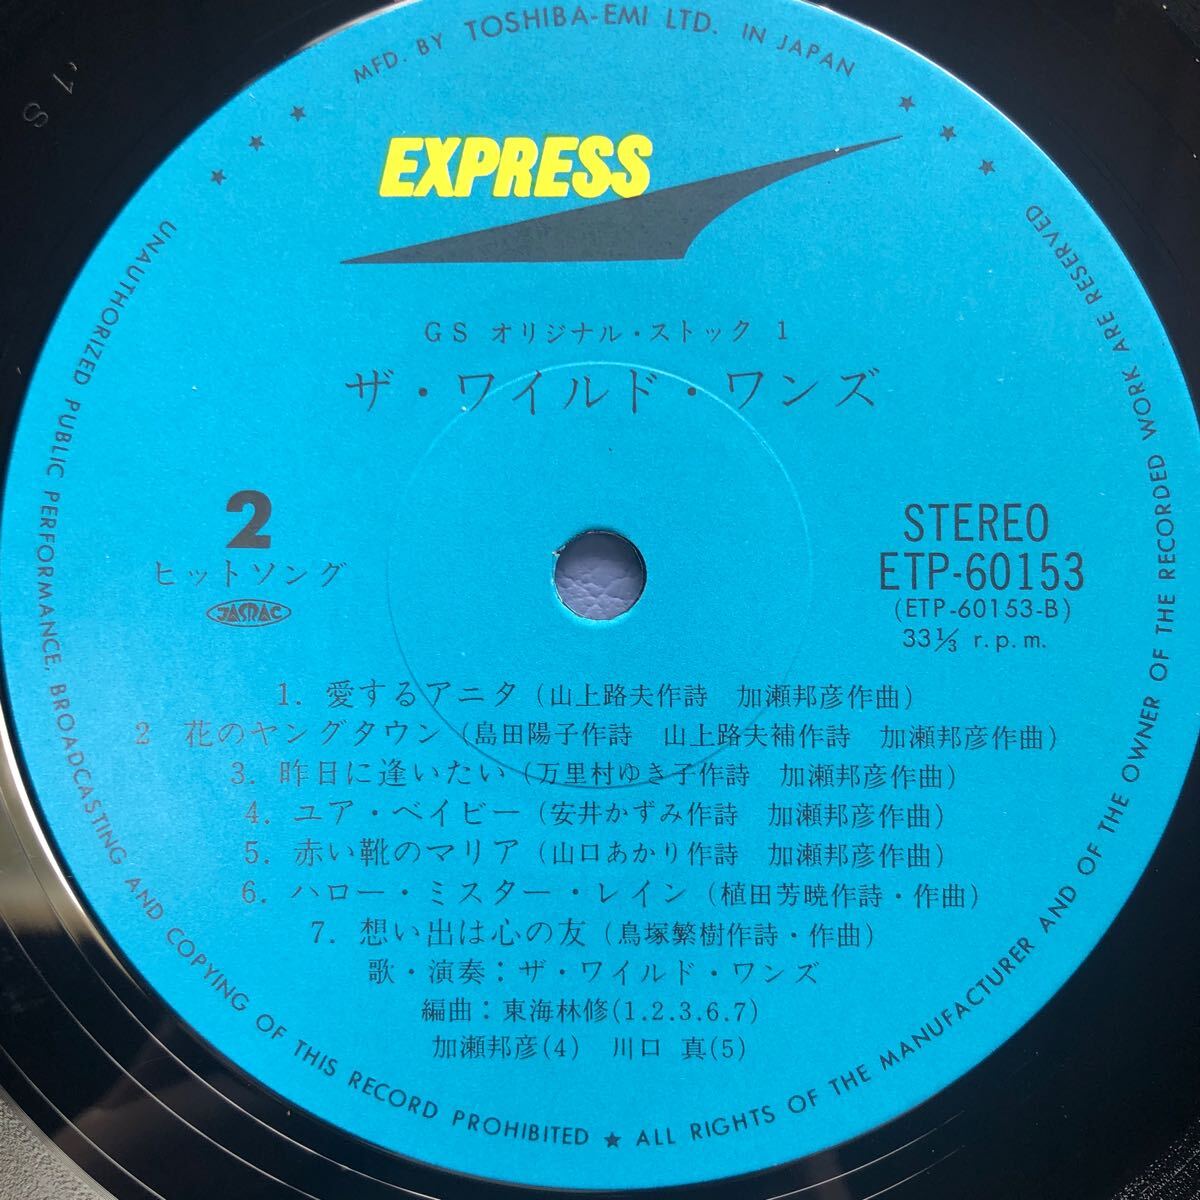 MFD. BY TOSHIBA-EMI LTD. IN JAPAN
EXPRESS
GS オリジナル・ストック 1
ザ・ワイルド・ワンズ
2
ヒットソング
JASRAC
STEREO
ETP-60153
(ETP-60153-B)
33⅓ r.p.m.
1. 愛するアニタ (山上路夫作詩 加瀬邦彦作曲)
2 花のヤングタウン (島田陽子作詩 山上路夫補作詩 加瀬邦彦作曲)
3. 昨日に逢いたい (万里村ゆき子作詩 加瀬邦彦作曲)
4. ユア・ベイビー (安井かずみ作詩 加瀬邦彦作曲)
5. 赤い靴のマリア (山口あかり作詩 加瀬邦彦作曲)
6. ハロー・ミスター・レイン (植田芳暁作詩・作曲)
7. 想い出は心の友 (鳥塚繁樹作詩・作曲)
歌・演奏：ザ・ワイルド・ワンズ
編曲：東海林修(1.2.3.6.7)
加瀬邦彦(4) 川口 真(5)
UNAUTHORIZED PUBLIC PERFORMANCE, BROADCASTING AND COPYING OF THIS RECORD PROHIBITED ★ ALL RIGHTS OF THE MANUFACTURER AND OF THE OWNER OF THE RECORDED WORK ARE RESERVED
1 S